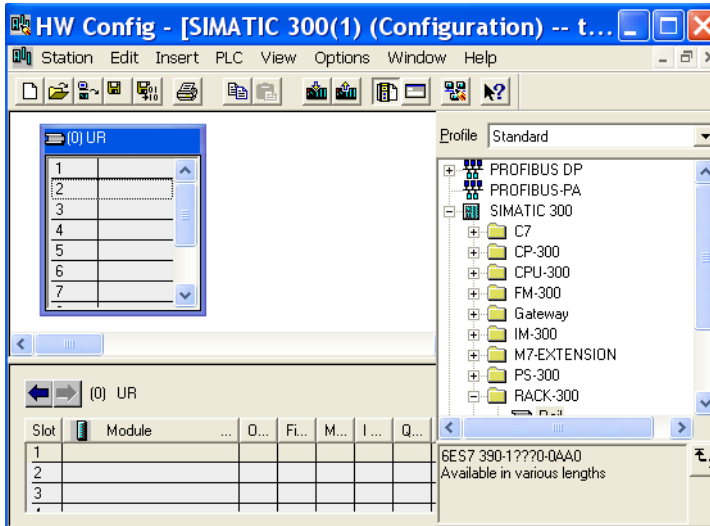 HW Config - [SIMATIC 300(1) (Configuration) -- t...
Station Edit Insert PLC View Options Window Help
(0) UR
1
2
3
4
5
6
7
Profile Standard
PROFIBUS DP
PROFIBUS-PA
SIMATIC 300
C7
CP-300
CPU-300
FM-300
Gateway
IM-300
M7-EXTENSION
PS-300
RACK-300
Rail
(0) UR
Slot Module ... O... Fi... M... I ... Q...
1
2
3
6ES7 390-1???0-0AA0
Available in various lengths